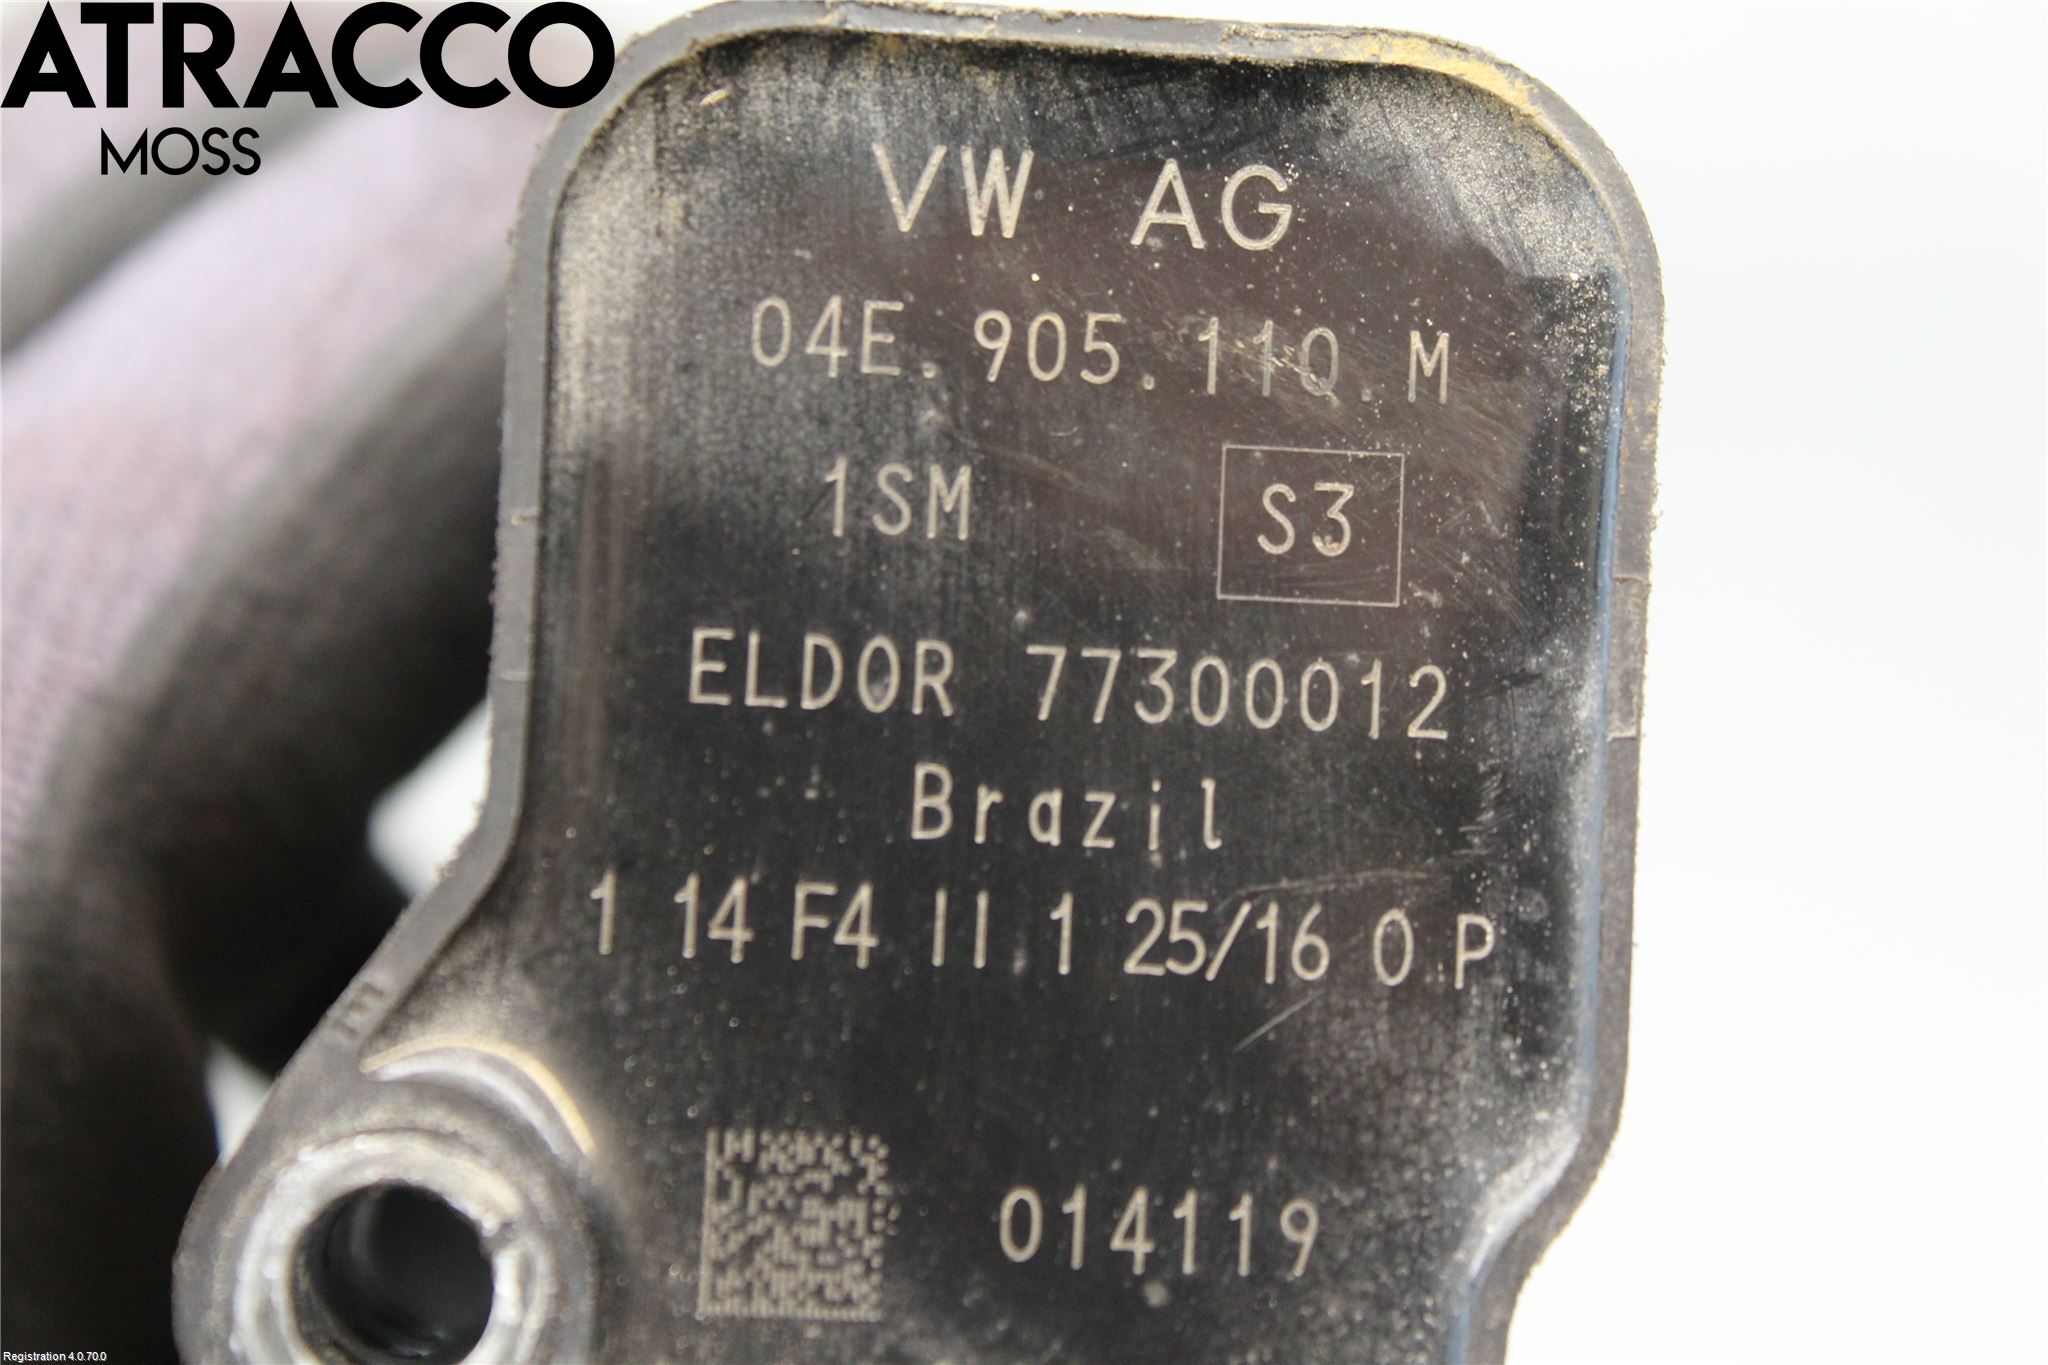 ATRACCO
MOSS
VW AG
04E.905.110 M
1SM S3
ELDOR 77300012
Brazil
1 14 F4 II 1 25/16 0 P
014119
Registration 4.0.70.0